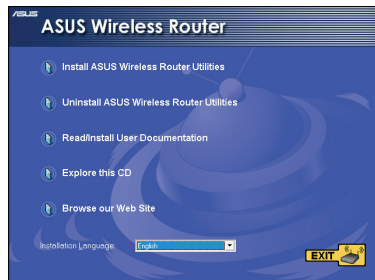 ASUS
ASUS Wireless Router
Install ASUS Wireless Router Utilities
Uninstall ASUS Wireless Router Utilities
Read/Install User Documentation
Explore this CD
Browse our Web Site
Installation Language: English
EXIT